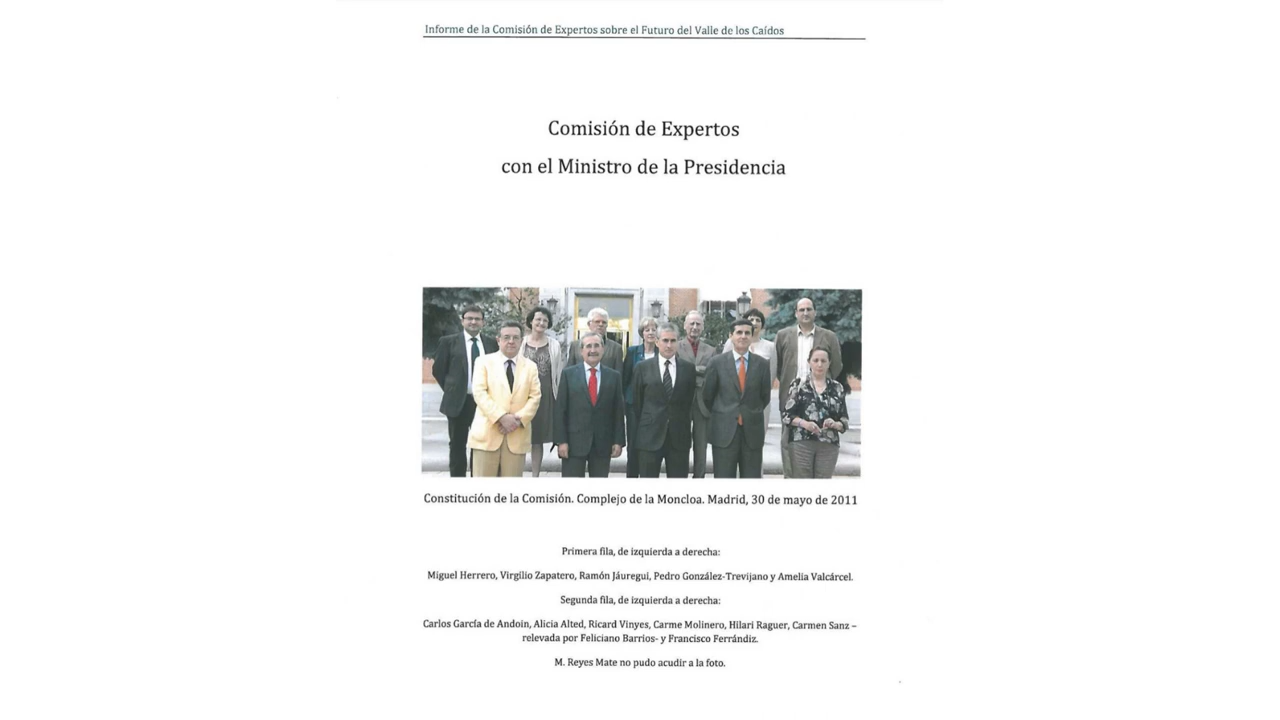 Informe de la Comisión de Expertos sobre el Futuro del Valle de los Caídos
Comisión de Expertos
con el Ministro de la Presidencia
Constitución de la Comisión. Complejo de la Moncloa. Madrid, 30 de mayo de 2011
Primera fila, de izquierda a derecha:
Miguel Herrero, Virgilio Zapatero, Ramón Jáuregui, Pedro González-Trevijano y Amelia Valcárcel.
Segunda fila, de izquierda a derecha:
Carlos García de Andoin, Alicia Alted, Ricard Vinyes, Carme Molinero, Hilari Raguer, Carmen Sanz –
relevada por Feliciano Barrios- y Francisco Ferrándiz.
M. Reyes Mate no pudo acudir a la foto.